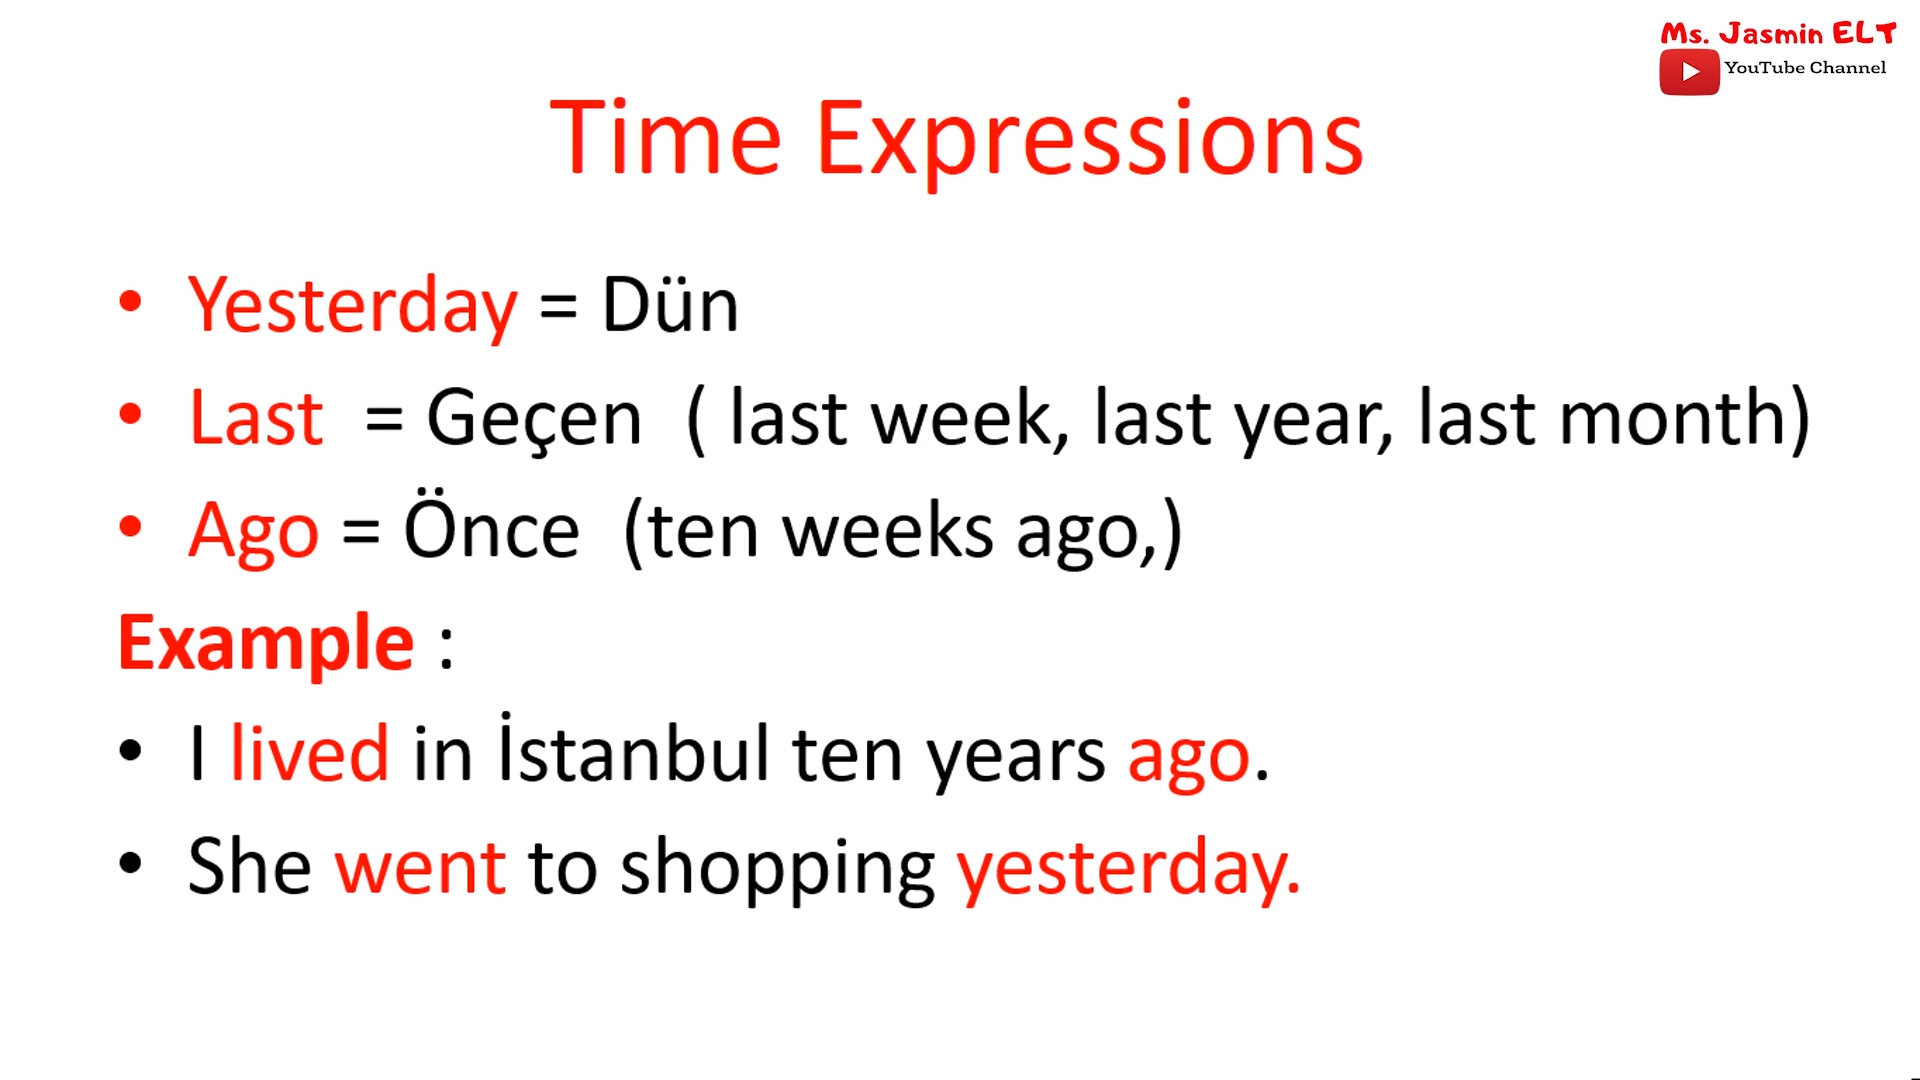 Ms. Jasmin ELT
YouTube Channel
Time Expressions
• Yesterday = Dün
• Last = Geçen ( last week, last year, last month)
• Ago = Önce (ten weeks ago,)
Example :
• I lived in İstanbul ten years ago.
• She went to shopping yesterday.